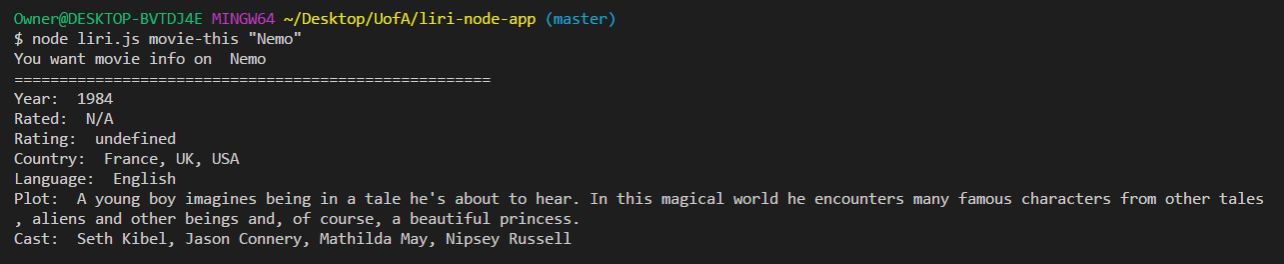 Owner@DESKTOP-BVTDJ4E MINGW64 ~/Desktop/UofA/liri-node-app (master)
$ node liri.js movie-this "Nemo"
You want movie info on  Nemo
=====================================================
Year:  1984
Rated:  N/A
Rating:  undefined
Country:  France, UK, USA
Language:  English
Plot:  A young boy imagines being in a tale he's about to hear. In this magical world he encounters many famous characters from other tales
, aliens and other beings and, of course, a beautiful princess.
Cast:  Seth Kibel, Jason Connery, Mathilda May, Nipsey Russell